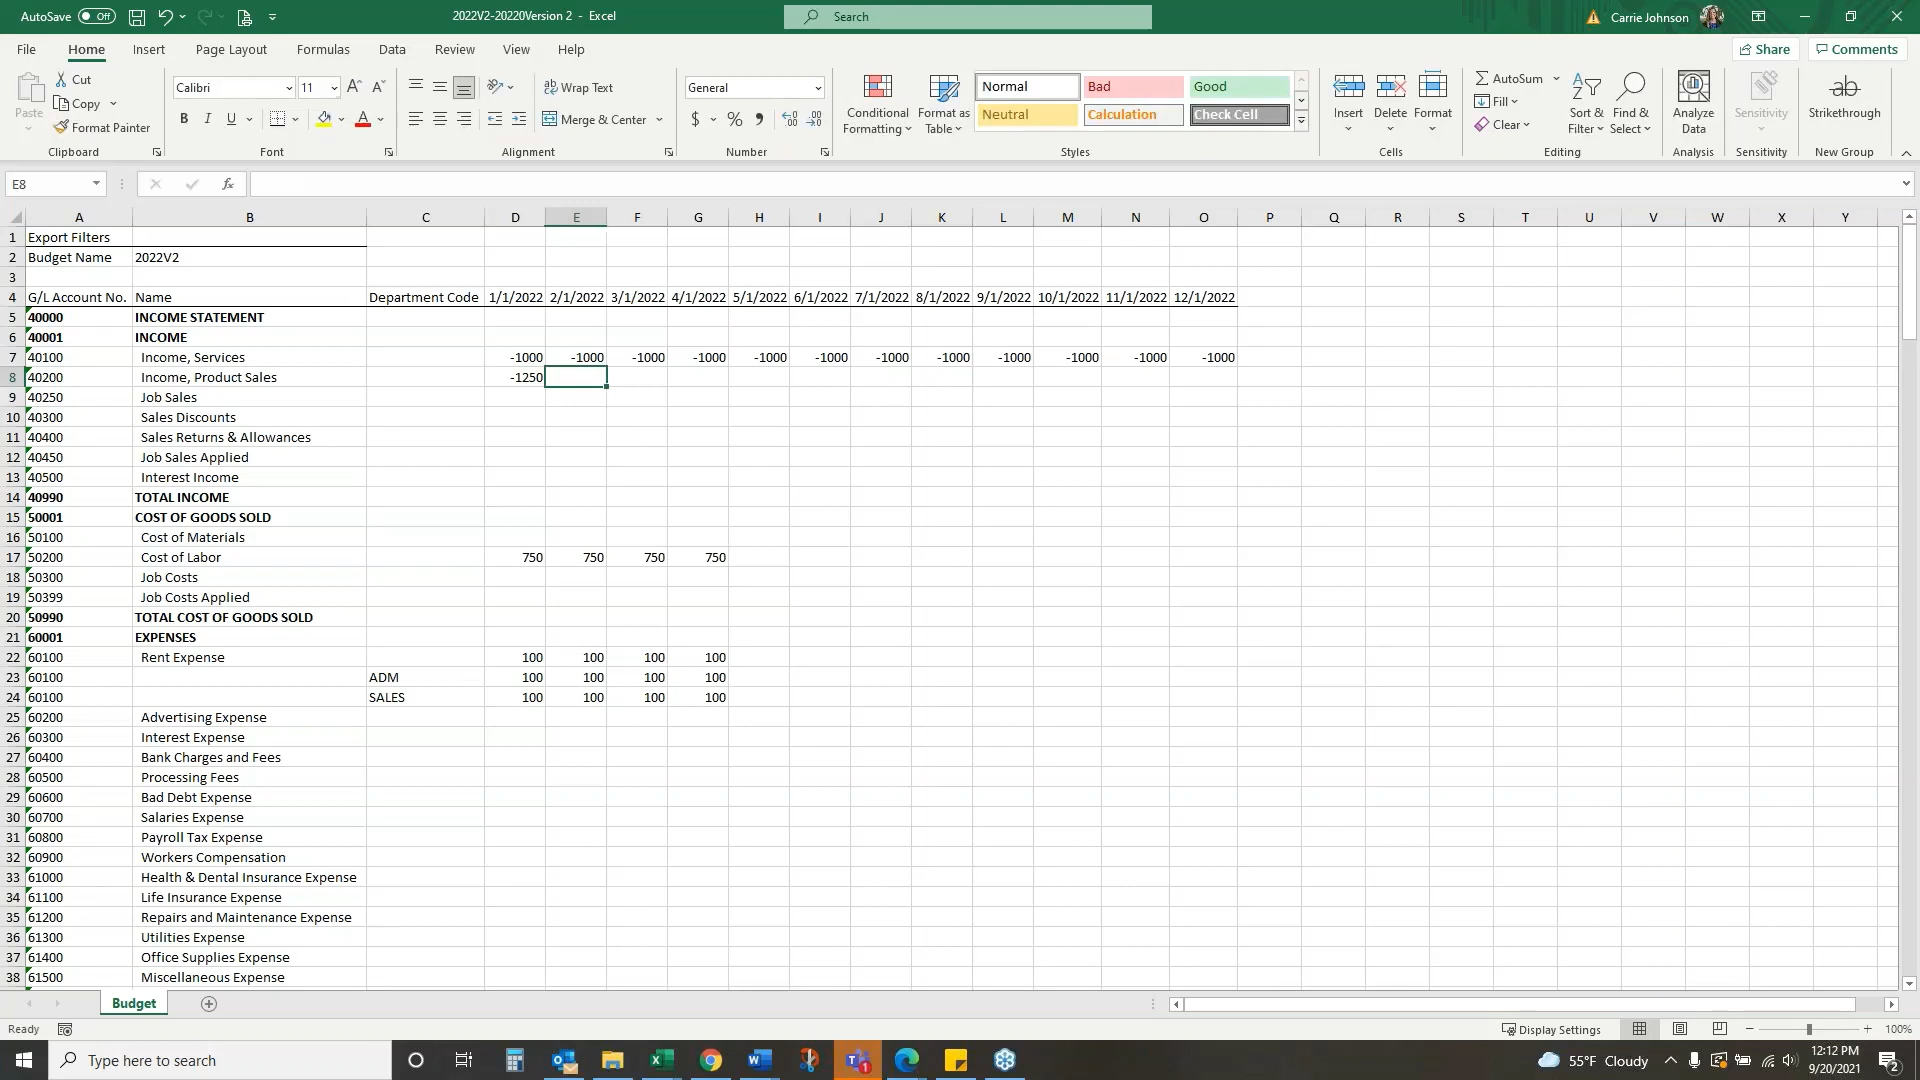 AutoSave Off 2022V2-20220Version 2 - Excel Search Carrie Johnson
File Home Insert Page Layout Formulas Data Review View Help Share Comments
Paste Cut Copy Format Painter Clipboard
Calibri 11 A A B I U A Font
Wrap Text Merge & Center Alignment
General $ % Number
Conditional Formatting Format as Table
Normal Bad Good
Neutral Calculation Check Cell
Styles
Insert Delete Format Cells
AutoSum Fill Clear Sort & Filter Find & Select Editing
Analyze Data Analysis
Sensitivity Sensitivity
ab Strikethrough New Group
E8 fx
A B C D E F G H I J K L M N O P Q R S T U V W X Y
1 Export Filters
2 Budget Name 2022V2
3
4 G/L Account No. Name Department Code 1/1/2022 2/1/2022 3/1/2022 4/1/2022 5/1/2022 6/1/2022 7/1/2022 8/1/2022 9/1/2022 10/1/2022 11/1/2022 12/1/2022
5 40000 INCOME STATEMENT
6 40001 INCOME
7 40100 Income, Services -1000 -1000 -1000 -1000 -1000 -1000 -1000 -1000 -1000 -1000 -1000 -1000
8 40200 Income, Product Sales -1250
9 40250 Job Sales
10 40300 Sales Discounts
11 40400 Sales Returns & Allowances
12 40450 Job Sales Applied
13 40500 Interest Income
14 40990 TOTAL INCOME
15 50001 COST OF GOODS SOLD
16 50100 Cost of Materials
17 50200 Cost of Labor 750 750 750 750
18 50300 Job Costs
19 50399 Job Costs Applied
20 50990 TOTAL COST OF GOODS SOLD
21 60001 EXPENSES
22 60100 Rent Expense 100 100 100 100
23 60100 ADM 100 100 100 100
24 60100 SALES 100 100 100 100
25 60200 Advertising Expense
26 60300 Interest Expense
27 60400 Bank Charges and Fees
28 60500 Processing Fees
29 60600 Bad Debt Expense
30 60700 Salaries Expense
31 60800 Payroll Tax Expense
32 60900 Workers Compensation
33 61000 Health & Dental Insurance Expense
34 61100 Life Insurance Expense
35 61200 Repairs and Maintenance Expense
36 61300 Utilities Expense
37 61400 Office Supplies Expense
38 61500 Miscellaneous Expense
Budget
Ready Display Settings 100%
Type here to search 55°F Cloudy 12:12 PM
9/20/2021 2